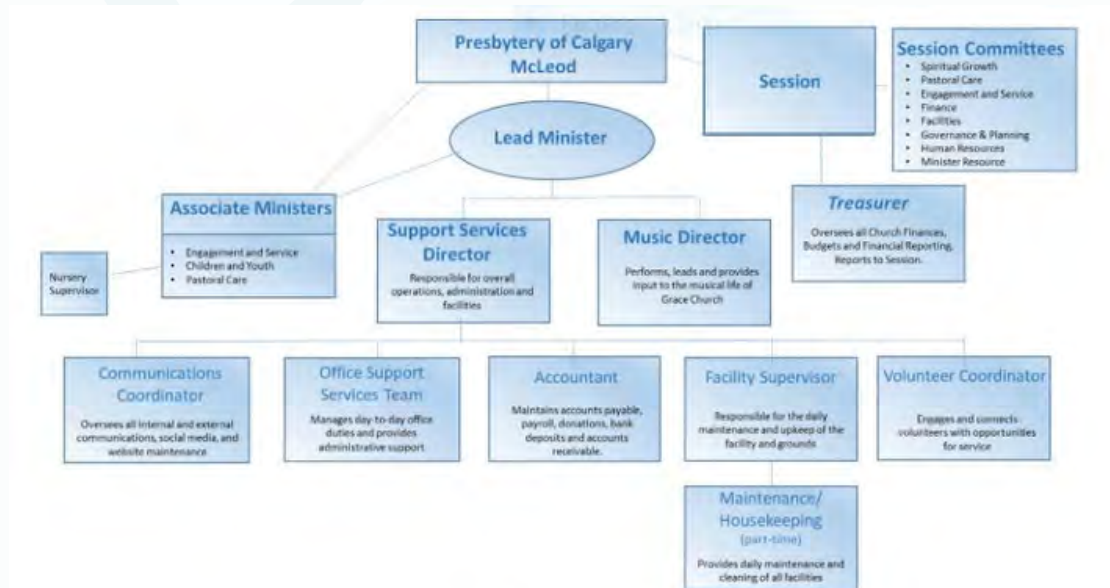 Presbytery of Calgary
McLeod
Session
Session Committees
• Spiritual Growth
• Pastoral Care
• Engagement and Service
• Finance
• Facilities
• Governance & Planning
• Human Resources
• Minister Resource
Lead Minister
Associate Ministers
• Engagement and Service
• Children and Youth
• Pastoral Care
Nursery
Supervisor
Support Services
Director
Responsible for overall
operations, administration and
facilities
Music Director
Performs, leads and provides
input to the musical life of
Grace Church
Treasurer
Oversees all Church Finances,
Budgets and Financial Reporting,
Reports to Session.
Communications
Coordinator
Oversees all internal and external
communications, social media, and
website maintenance
Office Support
Services Team
Manages day-to-day office
duties and provides
administrative support
Accountant
Maintains accounts payable,
payroll, donations, bank
deposits and accounts
receivable.
Facility Supervisor
Responsible for the daily
maintenance and upkeep of the
facility and grounds
Volunteer Coordinator
Engages and connects
volunteers with opportunities
for service
Maintenance/
Housekeeping
(part-time)
Provides daily maintenance and
cleaning of all facilities